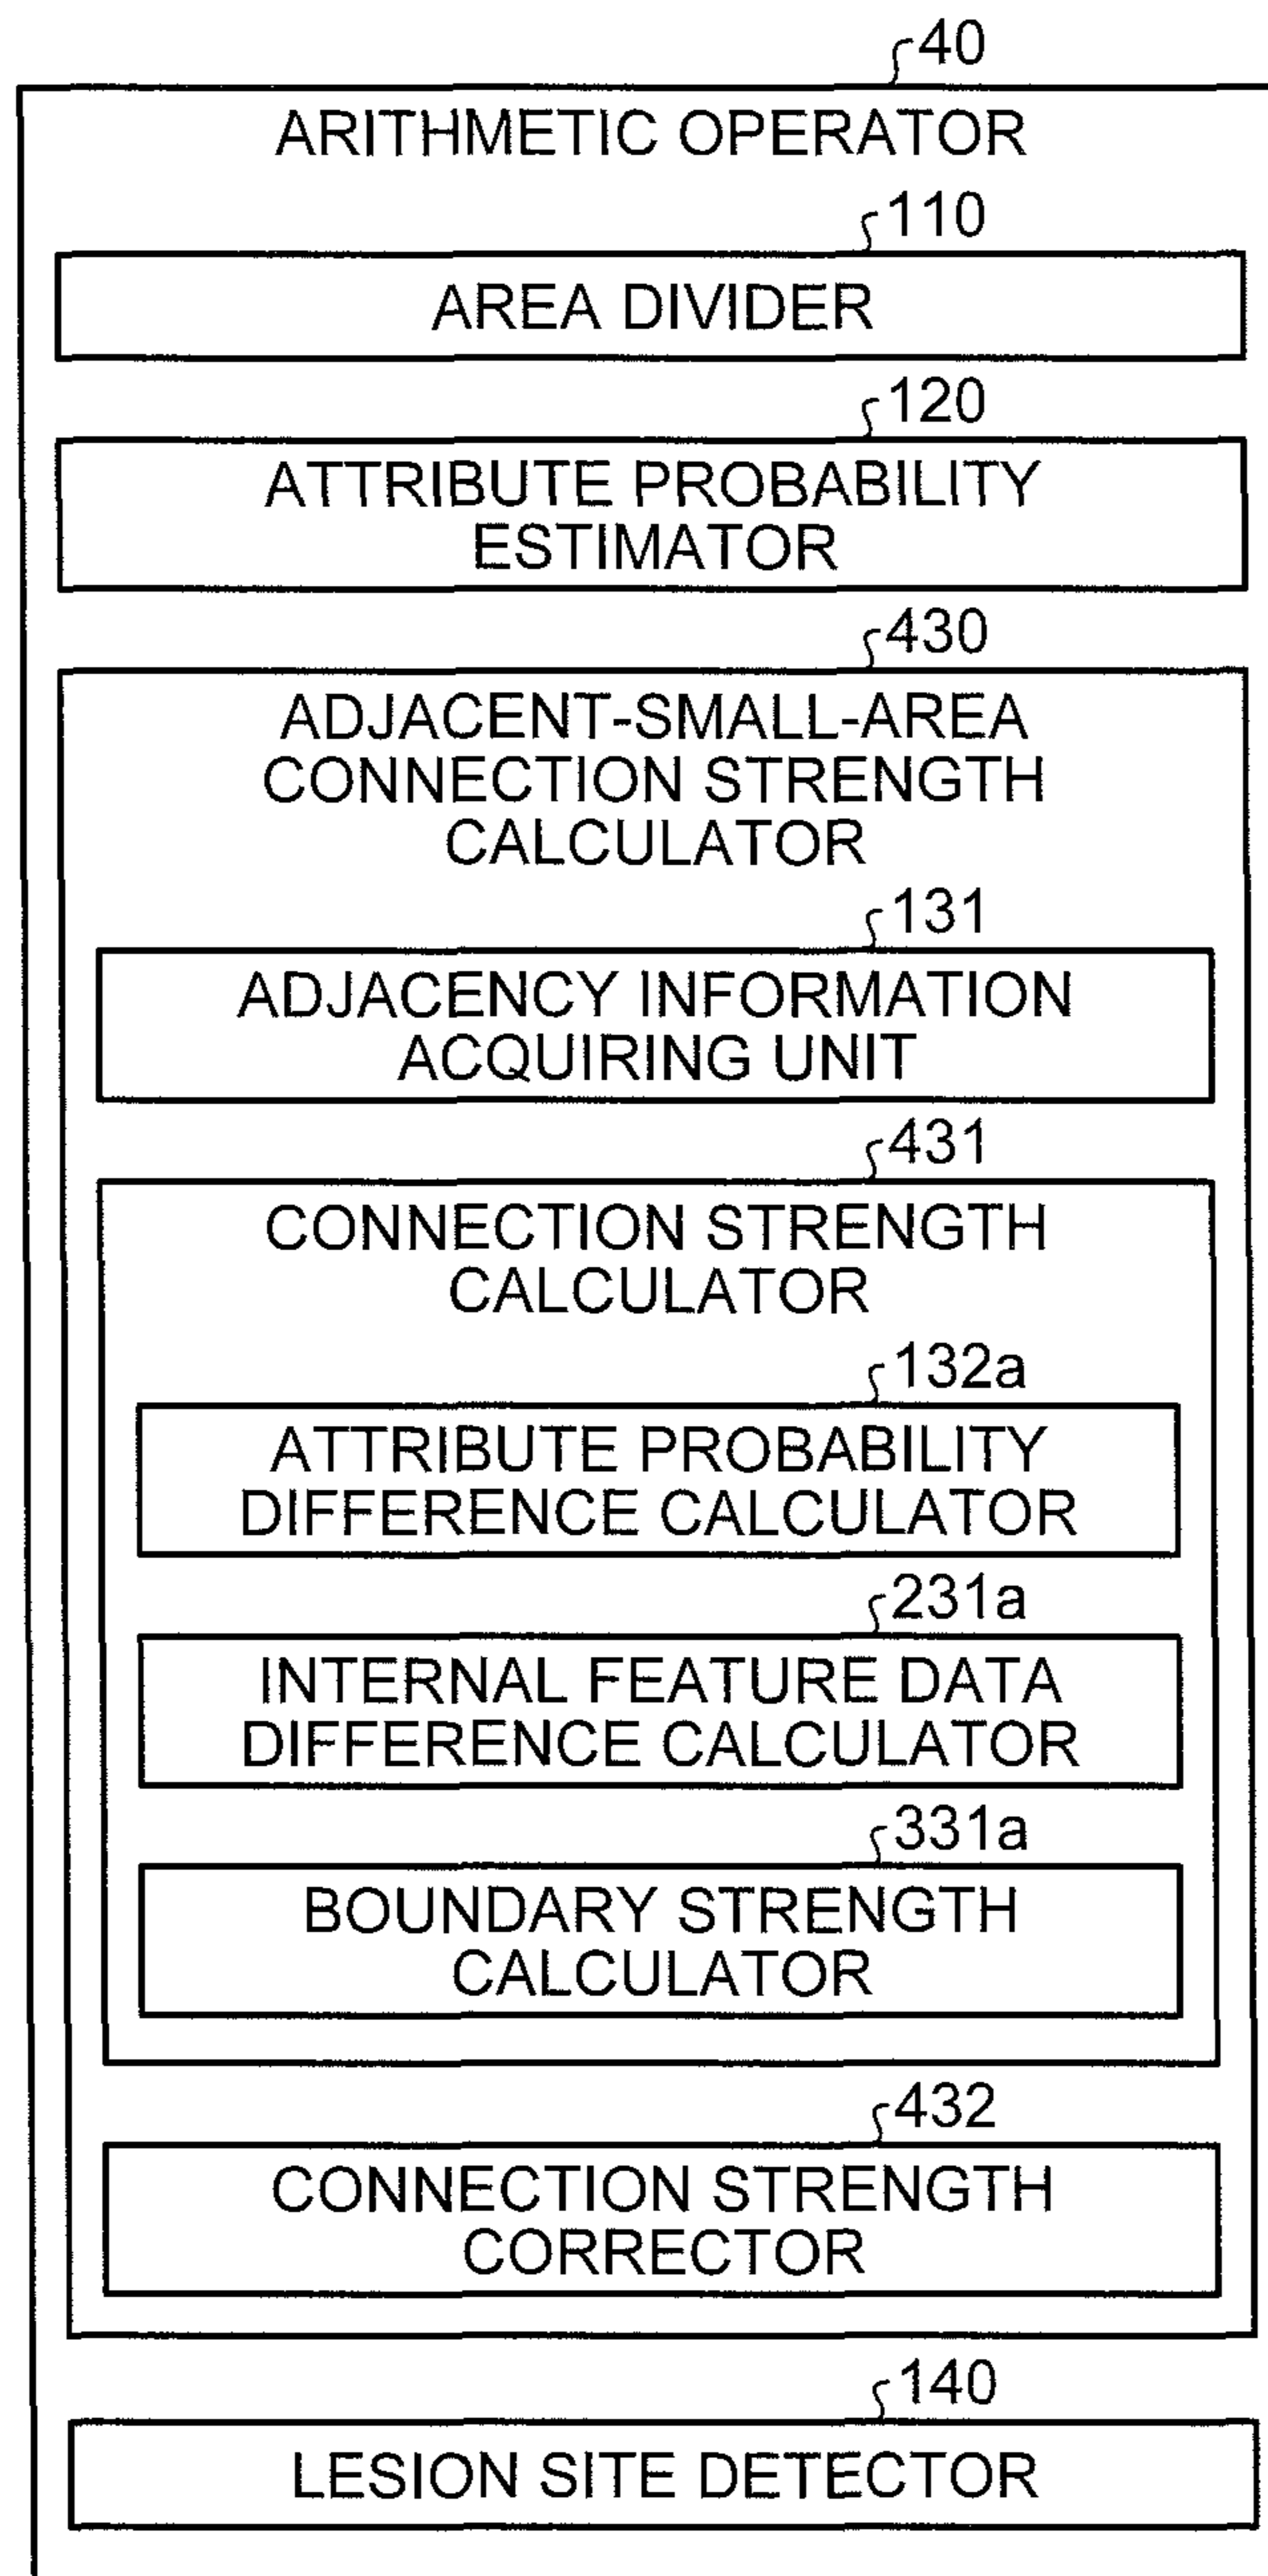 40
ARITHMETIC OPERATOR
110
AREA DIVIDER
120
ATTRIBUTE PROBABILITY
ESTIMATOR
430
ADJACENT-SMALL-AREA
CONNECTION STRENGTH
CALCULATOR
131
ADJACENCY INFORMATION
ACQUIRING UNIT
431
CONNECTION STRENGTH
CALCULATOR
132a
ATTRIBUTE PROBABILITY
DIFFERENCE CALCULATOR
231a
INTERNAL FEATURE DATA
DIFFERENCE CALCULATOR
331a
BOUNDARY STRENGTH
CALCULATOR
432
CONNECTION STRENGTH
CORRECTOR
140
LESION SITE DETECTOR